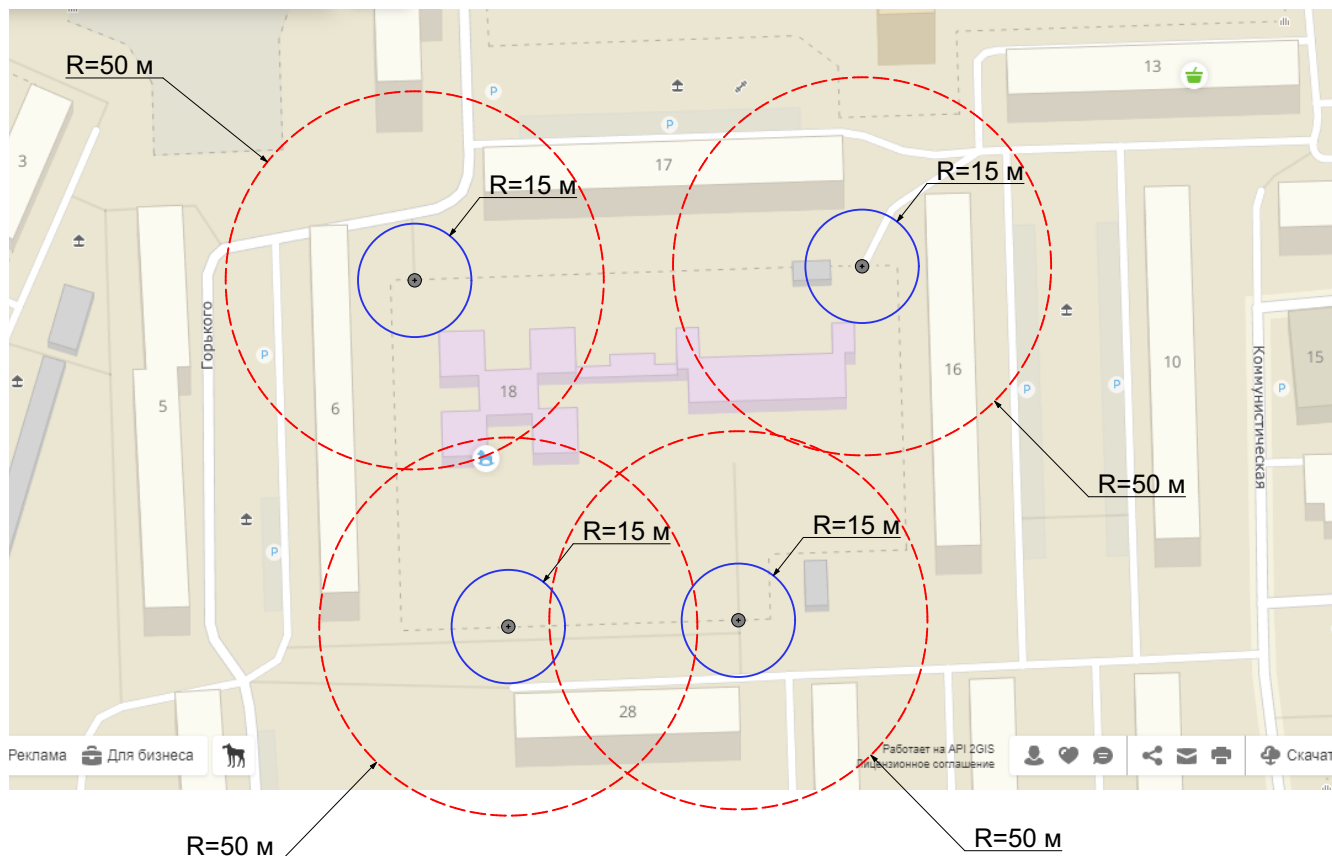 R=50 м
13
P
3
17
P
R=15 м
R=15 м
5
6
Горького
P
18
16
P
P
10
Коммунистическая
15
P
R=50 м
R=15 м
R=15 м
P
28
Реклама
Для бизнеса
Работает на API 2GIS
Лицензионное соглашение
Скачат
R=50 м
R=50 м